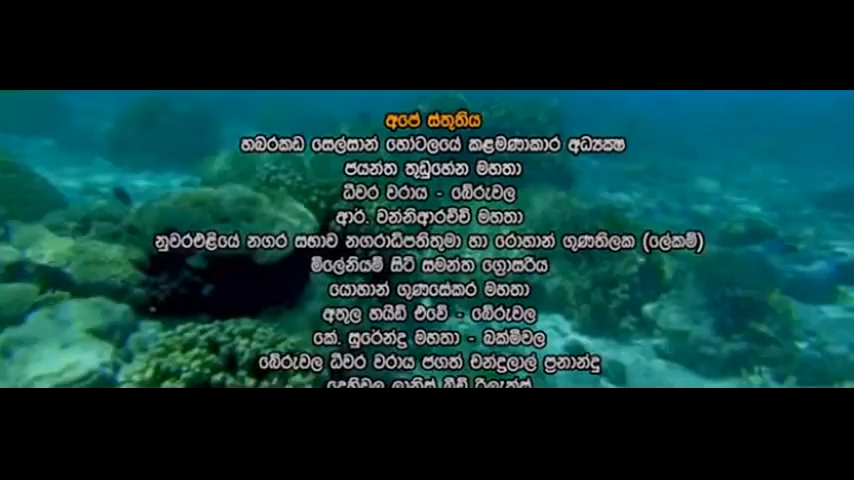 අපේ ස්තුතිය
හබරකඩ සෙල්සාන් හෝටලයේ කළමණාකාර අධ්‍යක්ෂ
ජයන්ත තුඩුහේන මහතා
ධීවර වරාය - බේරුවල
ආර්. වන්නිආරච්චි මහතා
නුවරඑළියේ නගර සභාව නගරාධිපතිතුමා හා රොහාන් ගුණතිලක (ලේකම්)
මිලේනියම් සිටි සමන්ත ග්‍රොසරිය
යොහාන් ගුණසේකර මහතා
අතුල හයිඩ් එවේ - බේරුවල
කේ. සුරේන්ද්‍ර මහතා - බක්මීවල
බේරුවල ධීවර වරාය ජගත් චන්ද්‍රලාල් ප්‍රනාන්දු
දෙහිවල